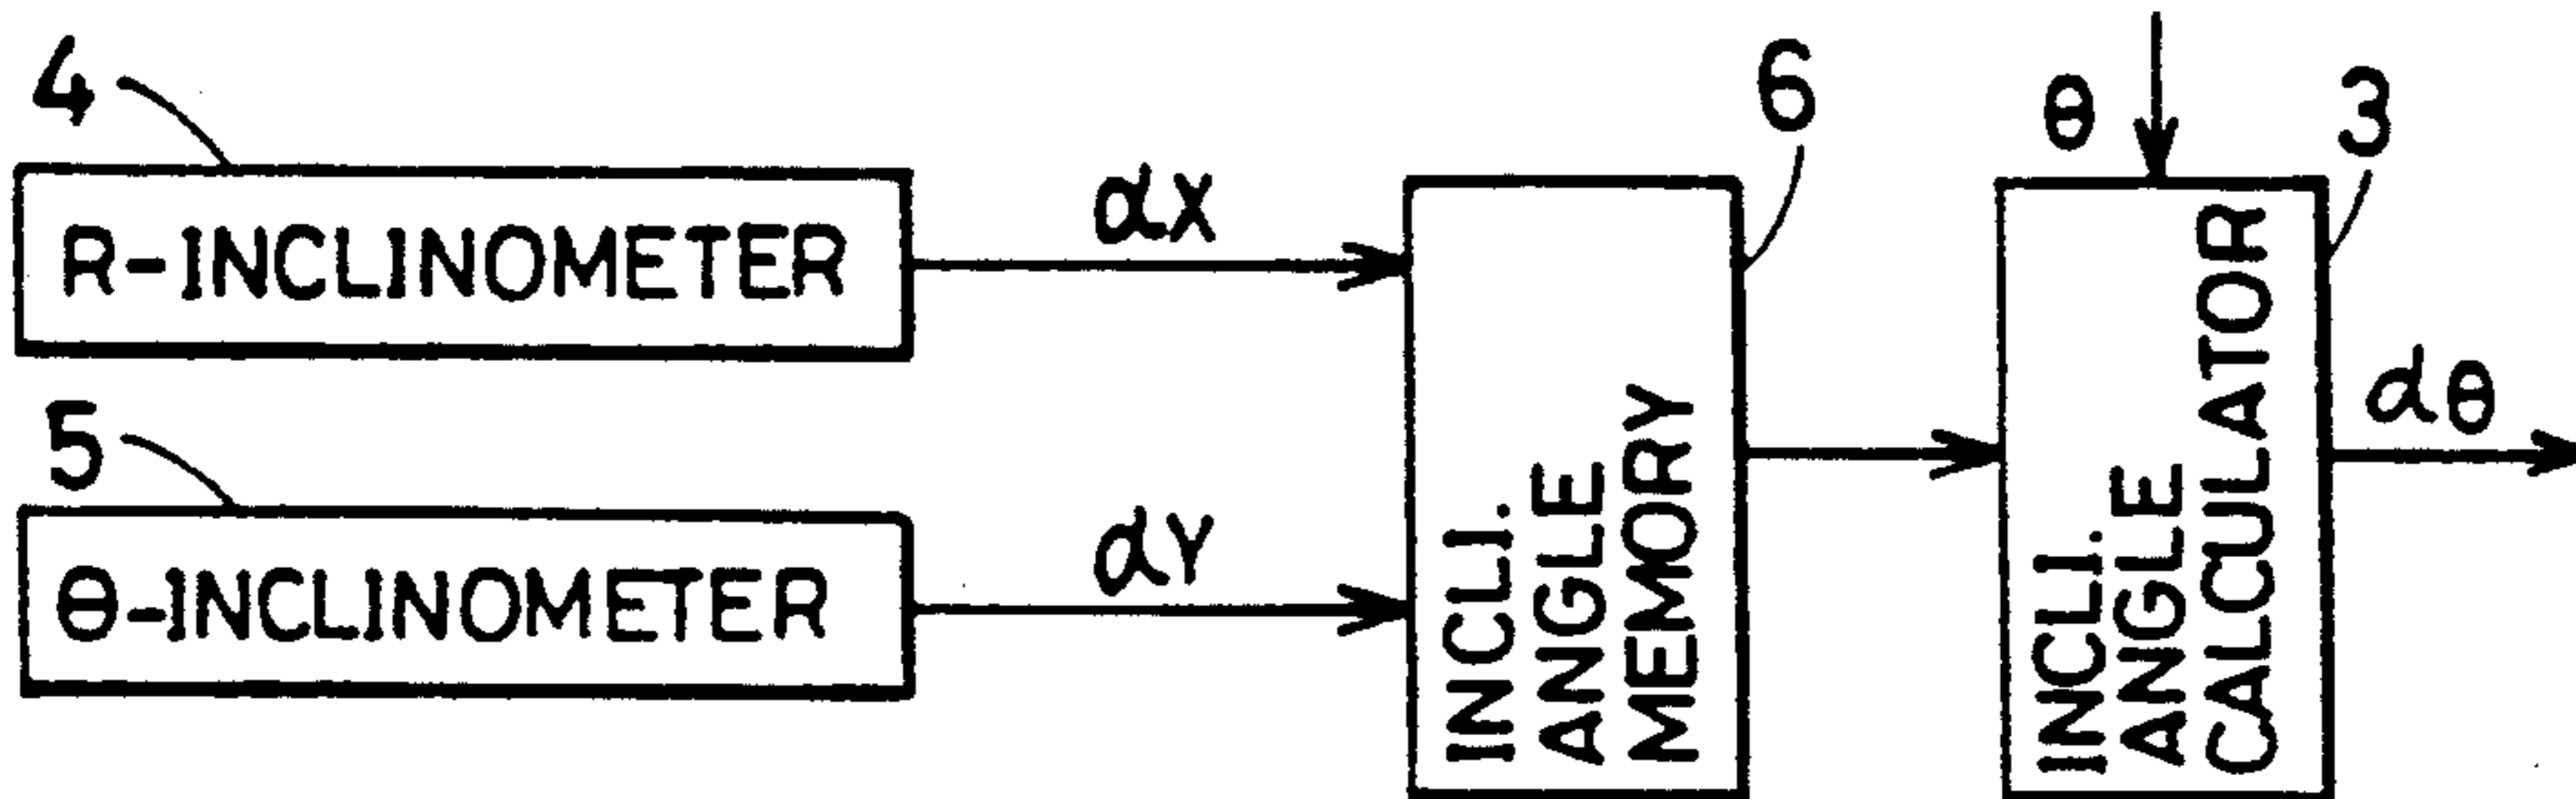 4
R-INCLINOMETER
αX
5
θ-INCLINOMETER
αY
6
INCLI.
ANGLE
MEMORY
θ
3
INCLI.
ANGLE
CALCULATOR
αθ